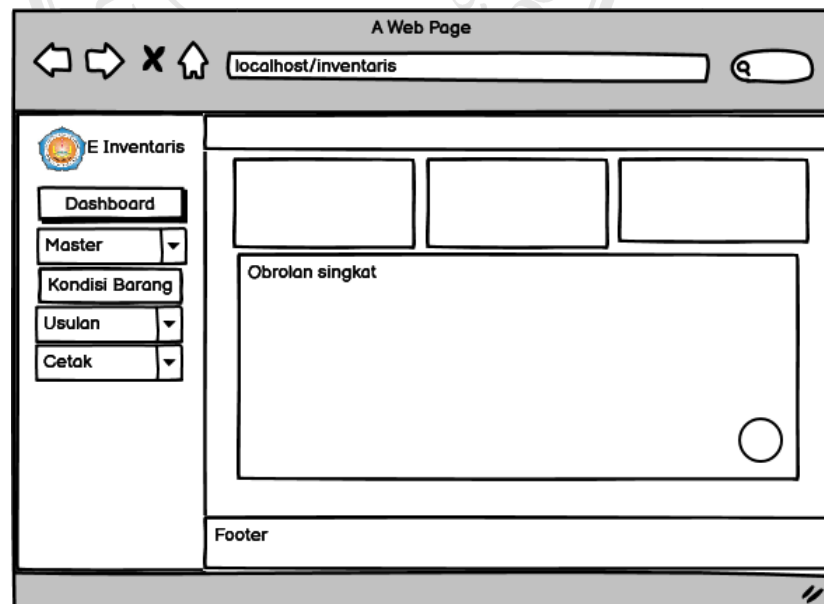 A Web Page
localhost/inventaris
E Inventaris
Dashboard
Master
Kondisi Barang
Usulan
Cetak
Obrolan singkat
Footer